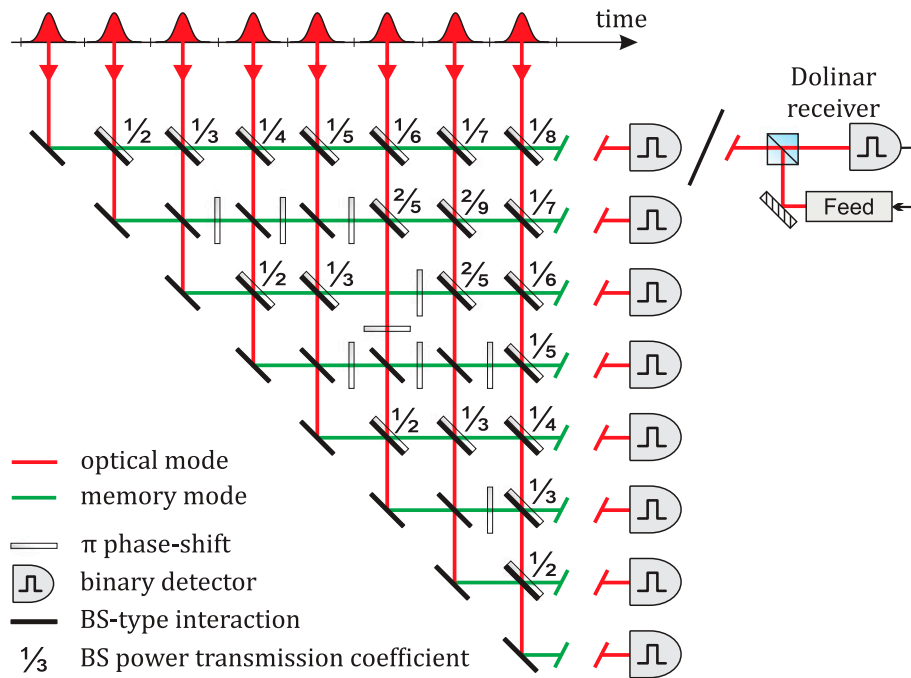 time
Dolinar
receiver
1/2 1/3 1/4 1/5 1/6 1/7 1/8
Feed
2/5 2/9 1/7
1/2 1/3 2/5 1/6
1/5
1/2 1/3 1/4
optical mode
memory mode
1/3
π phase-shift
binary detector
1/2
BS-type interaction
1/3 BS power transmission coefficient